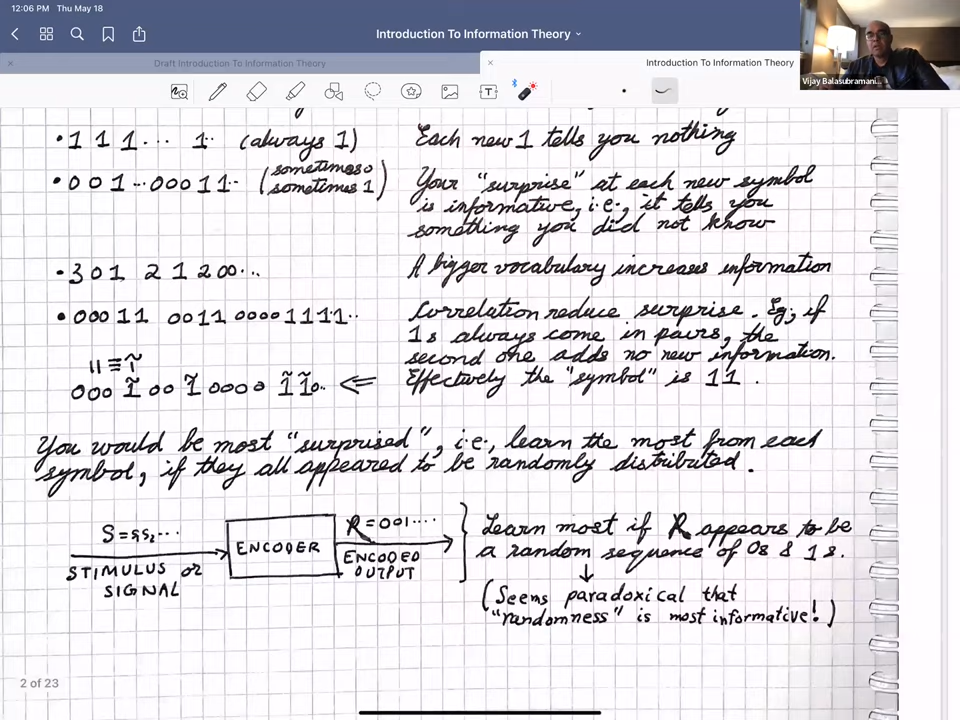 12:06 PM Thu May 18
Introduction To Information Theory
Draft Introduction To Information Theory
Introduction To Information Theory
Vijay Balasubramani...
• 1 1 1 ... 1.. (always 1)
Each new 1 tells you nothing
• 0 0 1 ... 0 0 0 1 1 .. (sometimes 0
sometimes 1)
Your "surprise" at each new symbol
is informative, i.e., it tells you
something you did not know
• 3 0 1 2 1 2 0 0 ...
A bigger vocabulary increases information
• 0 0 0 1 1 0 0 1 1 0 0 0 0 1 1 1 1 ..
Correlation reduce surprise. Eg, if
1s always come in pairs, the
second one adds no new information.
Effectively the "symbol" is 11.
11 ≡ 1̃
0 0 0 1̃ 0 0 1̃ 0 0 0 0 1̃ 1̃ 0.. ⇐
You would be most "surprised", i.e., learn the most from each
symbol, if they all appeared to be randomly distributed.
S = s₁s₂...
STIMULUS or
SIGNAL
ENCODER
R = 001....
ENCODED
OUTPUT
Learn most if R appears to be
a random sequence of 0s & 1s.
(Seems paradoxical that
"randomness" is most informative!)
2 of 23